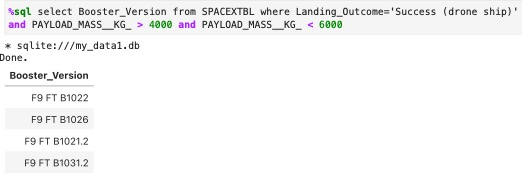 %sql select Booster_Version from SPACEXTBL where Landing_Outcome='Success (drone ship)'
and PAYLOAD_MASS__KG_ > 4000 and PAYLOAD_MASS__KG_ < 6000
* sqlite:///my_data1.db
Done.
Booster_Version
F9 FT B1022
F9 FT B1026
F9 FT B1021.2
F9 FT B1031.2